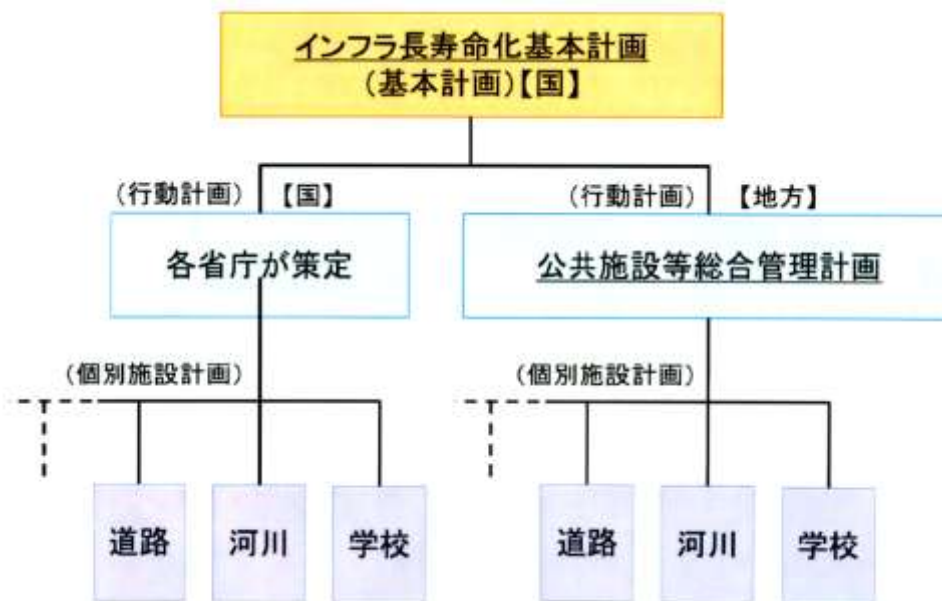 インフラ長寿命化基本計画
(基本計画)【国】
(行動計画) 【国】
各省庁が策定
(行動計画) 【地方】
公共施設等総合管理計画
(個別施設計画)
道路
河川
学校
(個別施設計画)
道路
河川
学校